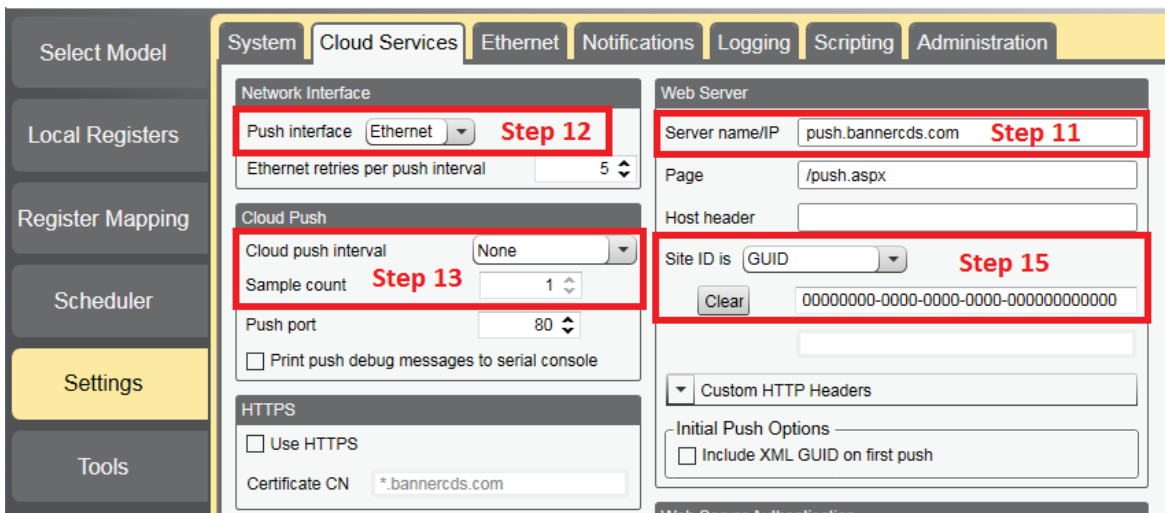 Select Model
Local Registers
Register Mapping
Scheduler
Settings
Tools
System Cloud Services Ethernet Notifications Logging Scripting Administration
Network Interface
Push interface Ethernet Step 12
Ethernet retries per push interval 5
Cloud Push
Cloud push interval None
Sample count Step 13 1
Push port 80
Print push debug messages to serial console
HTTPS
Use HTTPS
Certificate CN *.bannercds.com
Web Server
Server name/IP push.bannercds.com Step 11
Page /push.aspx
Host header
Site ID is GUID Step 15
Clear 00000000-0000-0000-0000-000000000000
Custom HTTP Headers
Initial Push Options
Include XML GUID on first push